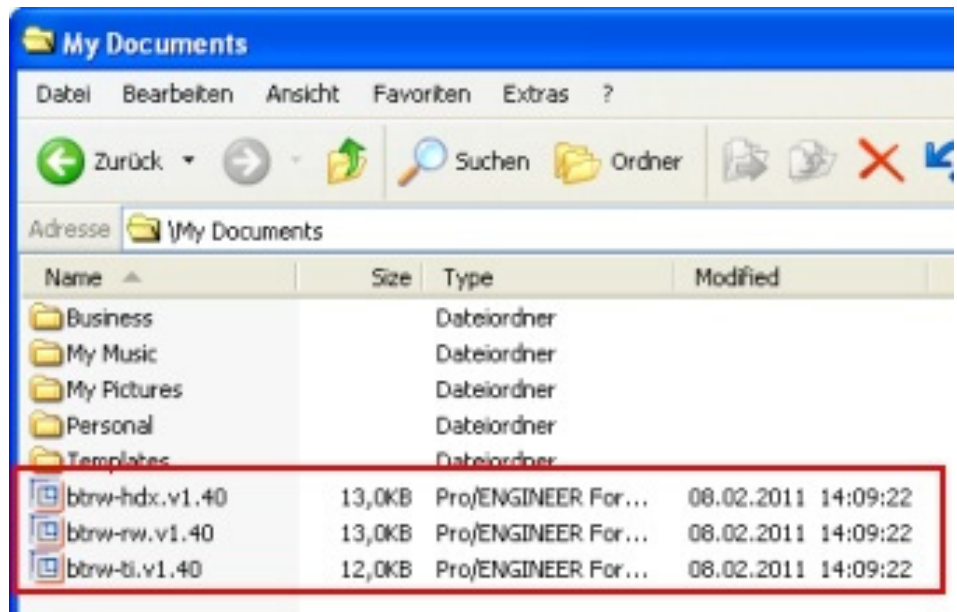 My Documents
Datei Bearbeiten Ansicht Favoriten Extras ?
Zurück Suchen Ordner
Adresse \My Documents
Name Size Type Modified
Business Dateiordner
My Music Dateiordner
My Pictures Dateiordner
Personal Dateiordner
Templates Dateiordner
btrw-hdx.v1.40 13,0KB Pro/ENGINEER For... 08.02.2011 14:09:22
btrw-rw.v1.40 13,0KB Pro/ENGINEER For... 08.02.2011 14:09:22
btrw-ti.v1.40 12,0KB Pro/ENGINEER For... 08.02.2011 14:09:22